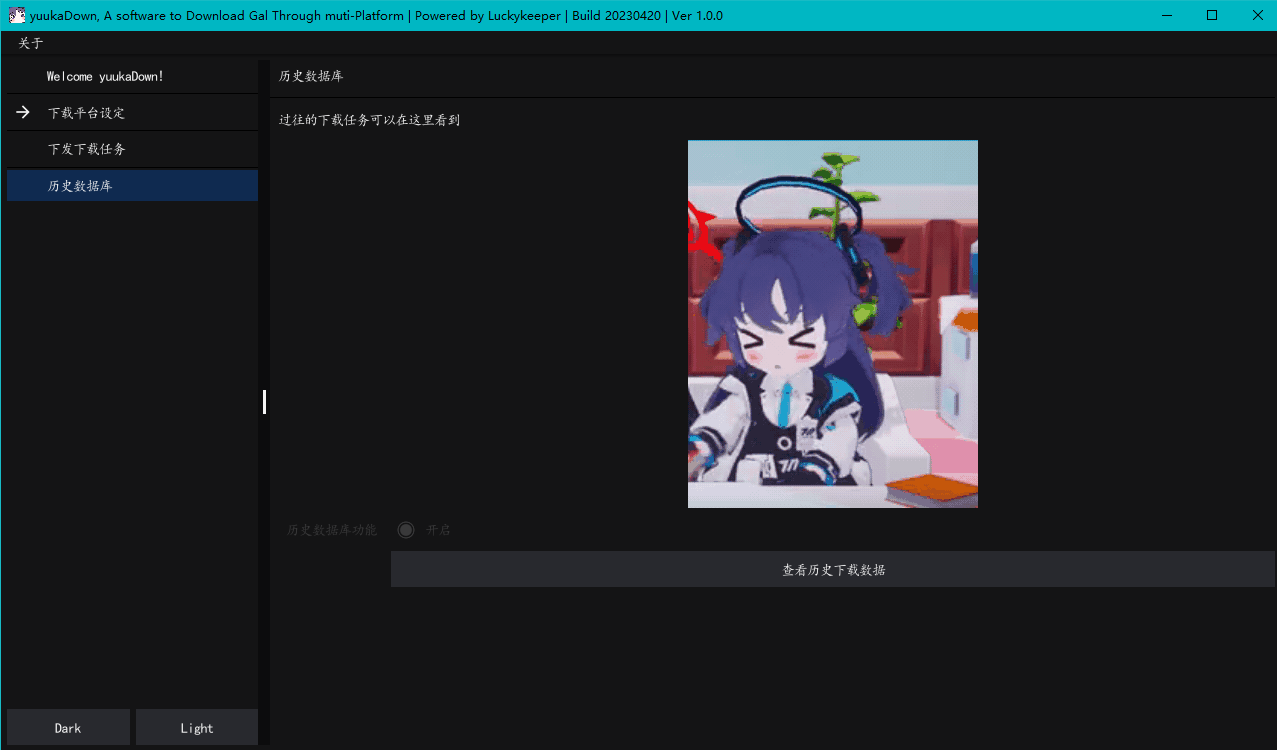 yuukaDown, A software to Download Gal Through muti-Platform | Powered by Luckykeeper | Build 20230420 | Ver 1.0.0
关于
Welcome yuukaDown!
下载平台设定
下发下载任务
历史数据库
Dark
Light
历史数据库
过往的下载任务可以在这里看到
历史数据库功能
开启
查看历史下载数据